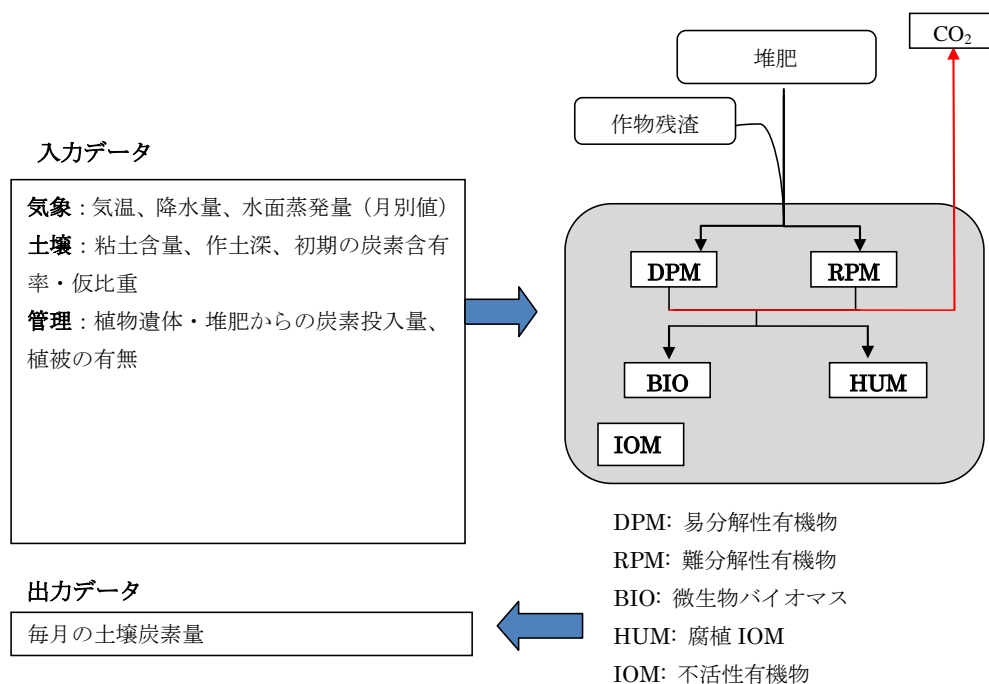 CO₂
堆肥
作物残渣
入力データ
気象：気温、降水量、水面蒸発量（月別値）
土壌：粘土含量、作土深、初期の炭素含有
率・仮比重
管理：植物遺体・堆肥からの炭素投入量、
植被の有無
DPM
RPM
BIO
HUM
IOM
DPM: 易分解性有機物
RPM: 難分解性有機物
BIO: 微生物バイオマス
HUM: 腐植 IOM
IOM: 不活性有機物
出力データ
毎月の土壌炭素量